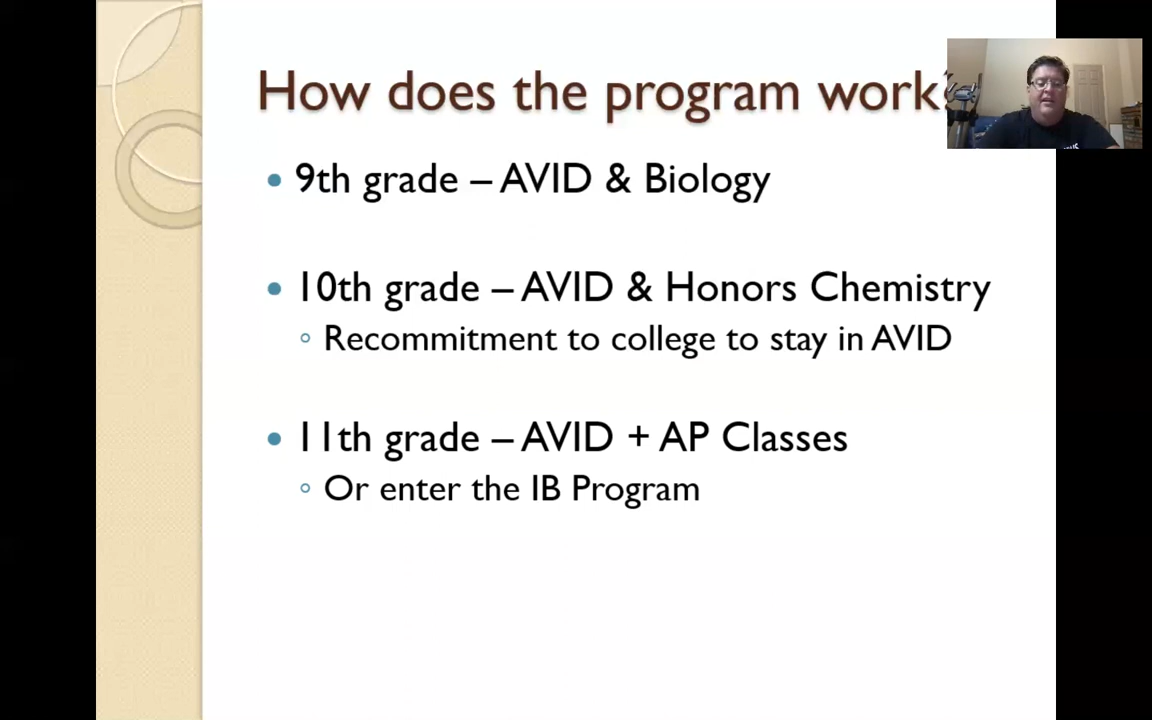 How does the program work?
• 9th grade – AVID & Biology
• 10th grade – AVID & Honors Chemistry
◦ Recommitment to college to stay in AVID
• 11th grade – AVID + AP Classes
◦ Or enter the IB Program